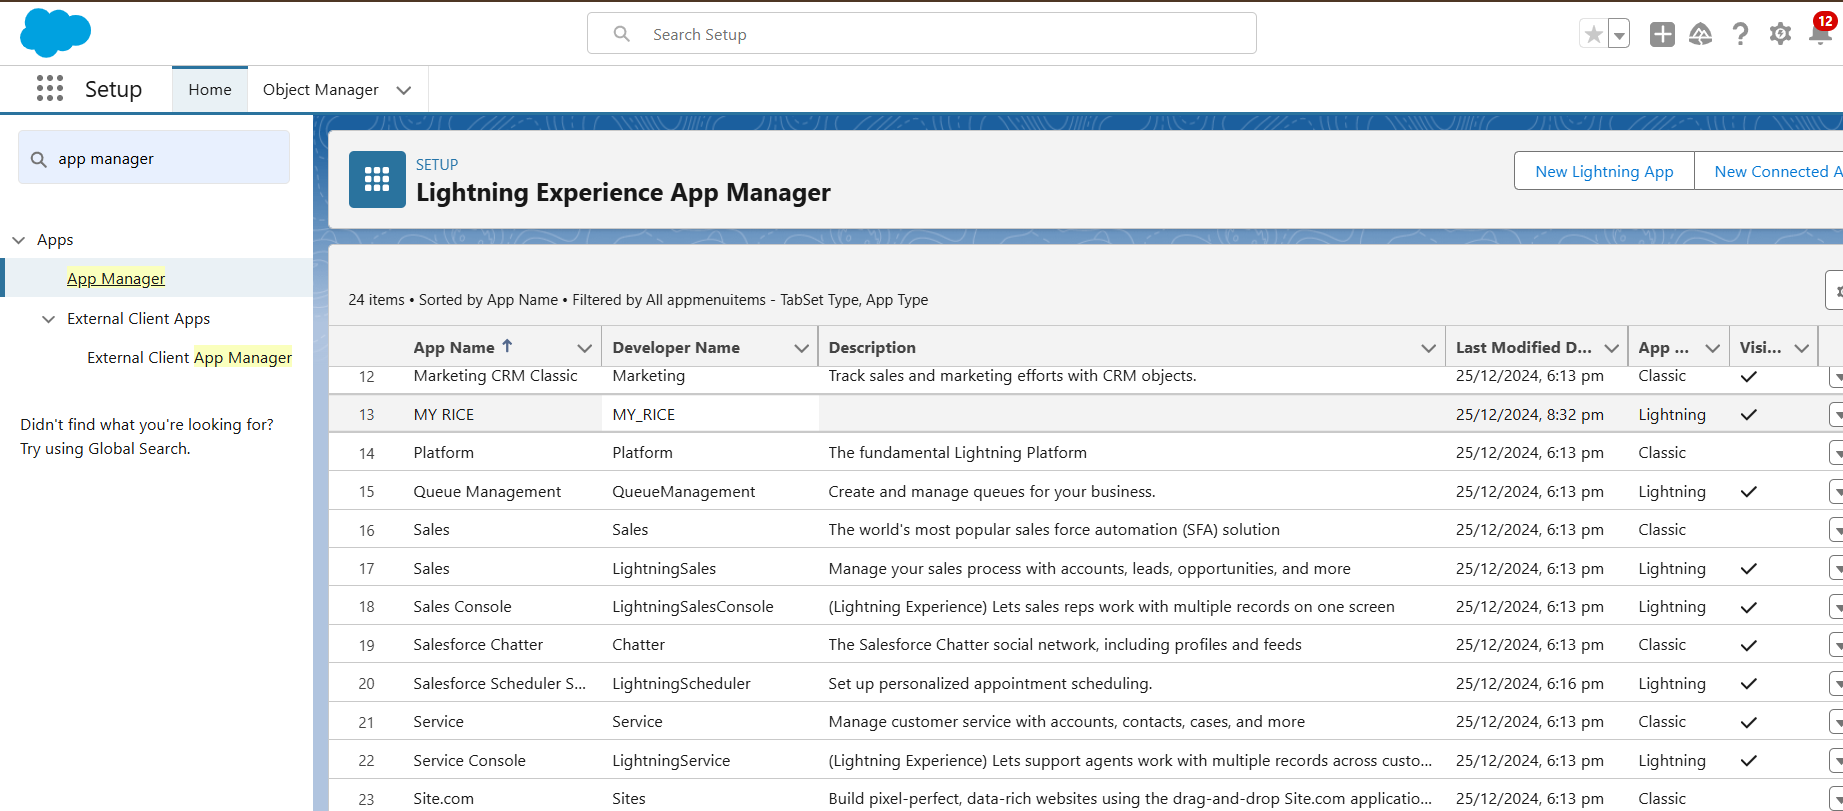 Search Setup
12
Setup Home Object Manager
app manager
Apps
App Manager
External Client Apps
External Client App Manager
Didn't find what you're looking for?
Try using Global Search.
SETUP
Lightning Experience App Manager
New Lightning App New Connected A
24 items • Sorted by App Name • Filtered by All appmenuitems - TabSet Type, App Type
App Name Developer Name Description Last Modified D... App ... Visi...
12 Marketing CRM Classic Marketing Track sales and marketing efforts with CRM objects. 25/12/2024, 6:13 pm Classic
13 MY RICE MY_RICE 25/12/2024, 8:32 pm Lightning
14 Platform Platform The fundamental Lightning Platform 25/12/2024, 6:13 pm Classic
15 Queue Management QueueManagement Create and manage queues for your business. 25/12/2024, 6:13 pm Lightning
16 Sales Sales The world's most popular sales force automation (SFA) solution 25/12/2024, 6:13 pm Classic
17 Sales LightningSales Manage your sales process with accounts, leads, opportunities, and more 25/12/2024, 6:13 pm Lightning
18 Sales Console LightningSalesConsole (Lightning Experience) Lets sales reps work with multiple records on one screen 25/12/2024, 6:13 pm Lightning
19 Salesforce Chatter Chatter The Salesforce Chatter social network, including profiles and feeds 25/12/2024, 6:13 pm Classic
20 Salesforce Scheduler S... LightningScheduler Set up personalized appointment scheduling. 25/12/2024, 6:16 pm Lightning
21 Service Service Manage customer service with accounts, contacts, cases, and more 25/12/2024, 6:13 pm Classic
22 Service Console LightningService (Lightning Experience) Lets support agents work with multiple records across custo... 25/12/2024, 6:13 pm Lightning
23 Site.com Sites Build pixel-perfect, data-rich websites using the drag-and-drop Site.com applicatio... 25/12/2024, 6:13 pm Classic